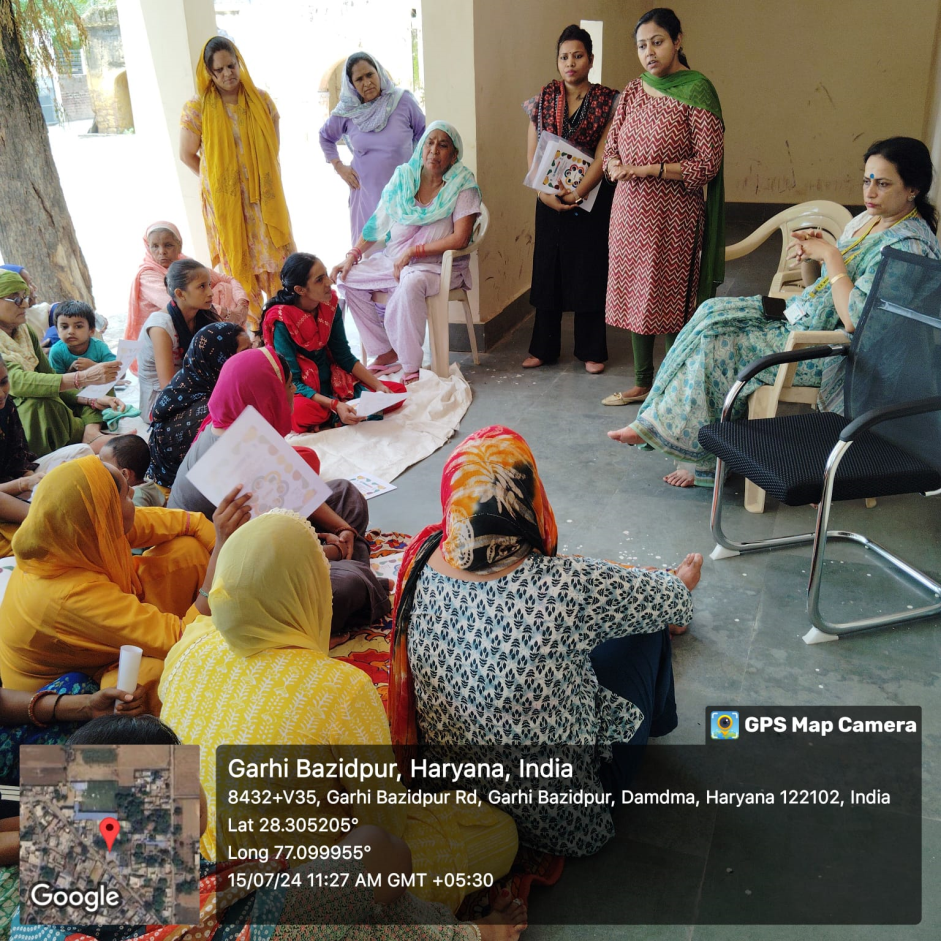 GPS Map Camera
Garhi Bazidpur, Haryana, India
8432+V35, Garhi Bazidpur Rd, Garhi Bazidpur, Damdma, Haryana 122102, India
Lat 28.305205°
Long 77.099955°
15/07/24 11:27 AM GMT +05:30
Google